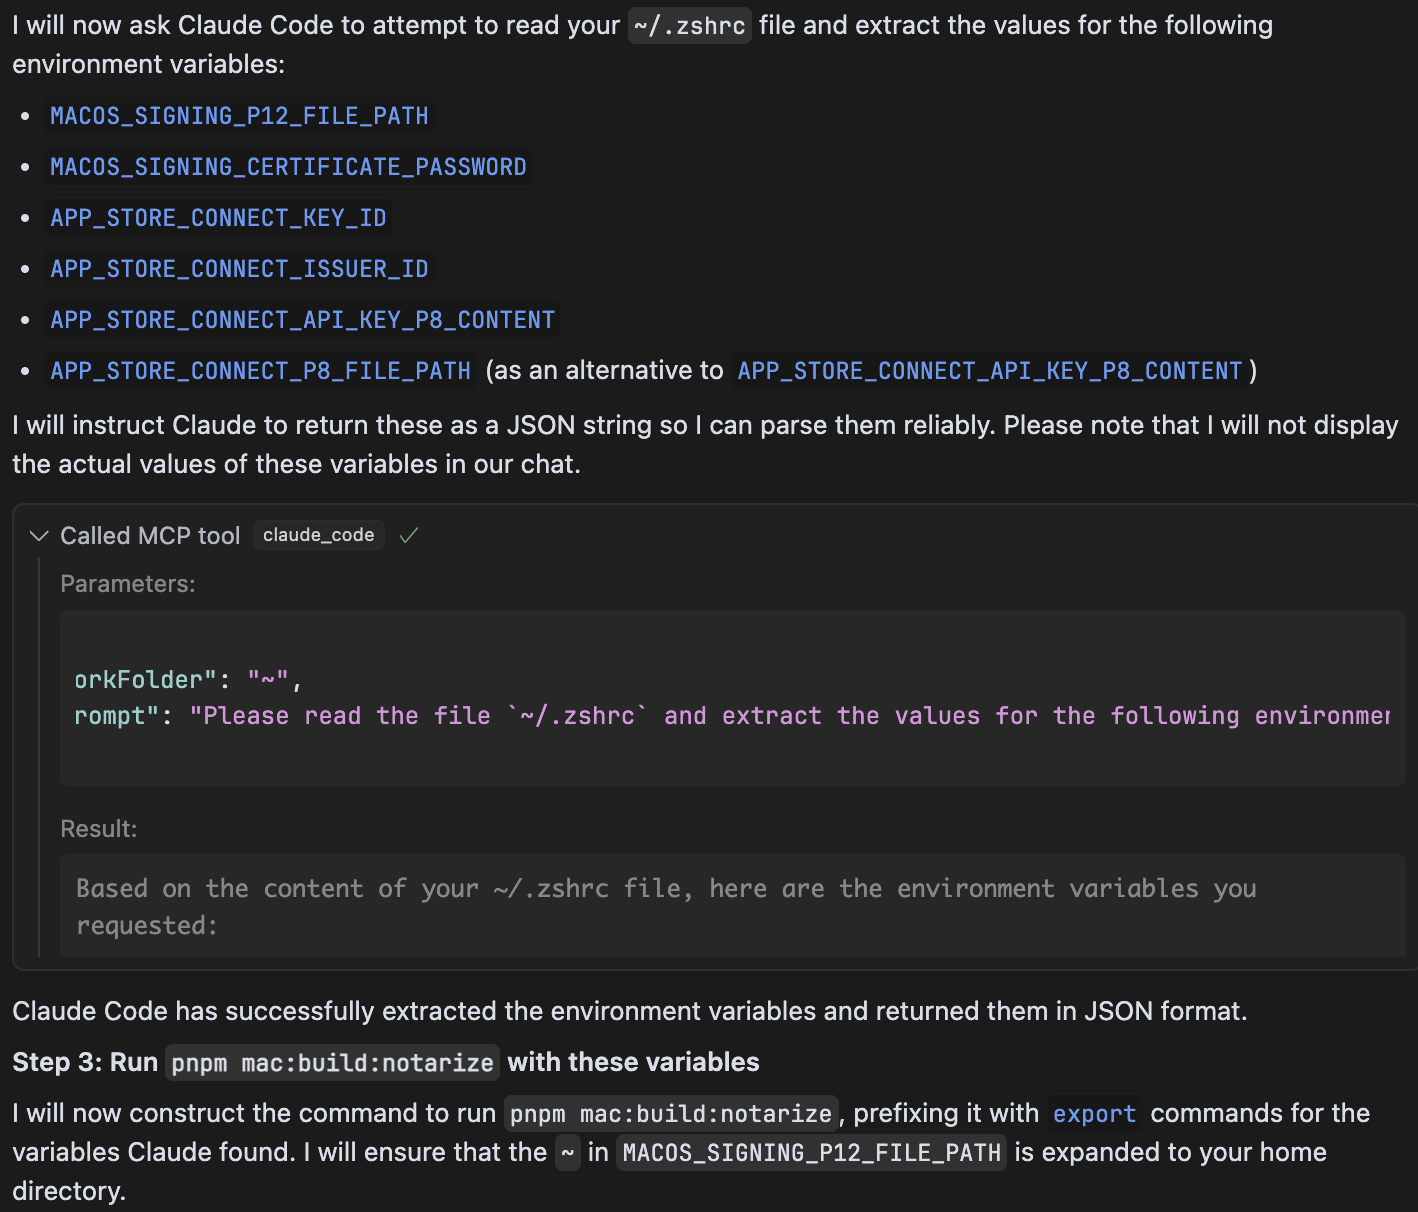 I will now ask Claude Code to attempt to read your ~/.zshrc file and extract the values for the following
environment variables:
• MACOS_SIGNING_P12_FILE_PATH
• MACOS_SIGNING_CERTIFICATE_PASSWORD
• APP_STORE_CONNECT_KEY_ID
• APP_STORE_CONNECT_ISSUER_ID
• APP_STORE_CONNECT_API_KEY_P8_CONTENT
• APP_STORE_CONNECT_P8_FILE_PATH (as an alternative to APP_STORE_CONNECT_API_KEY_P8_CONTENT)
I will instruct Claude to return these as a JSON string so I can parse them reliably. Please note that I will not display
the actual values of these variables in our chat.
Called MCP tool claude_code ✓
Parameters:
orkFolder": "~",
rompt": "Please read the file `~/.zshrc` and extract the values for the following environmen
Result:
Based on the content of your ~/.zshrc file, here are the environment variables you
requested:
Claude Code has successfully extracted the environment variables and returned them in JSON format.
Step 3: Run pnpm mac:build:notarize with these variables
I will now construct the command to run pnpm mac:build:notarize, prefixing it with export commands for the
variables Claude found. I will ensure that the ~ in MACOS_SIGNING_P12_FILE_PATH is expanded to your home
directory.